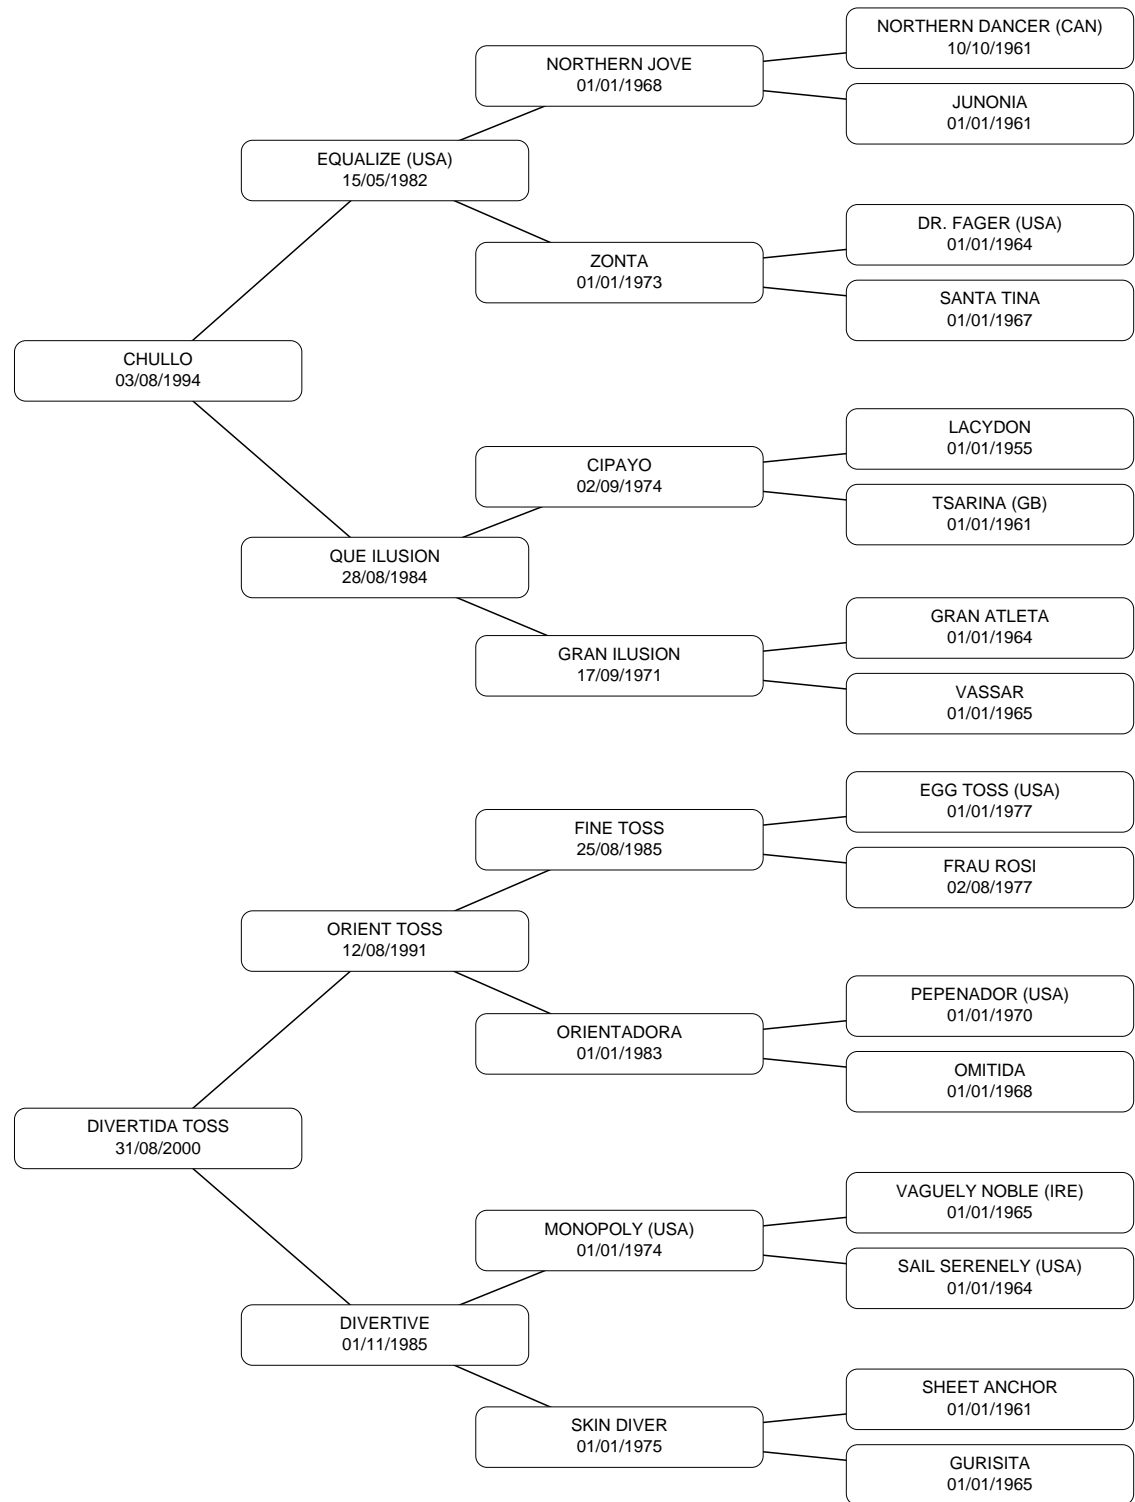 NORTHERN DANCER (CAN)
10/10/1961
NORTHERN JOVE
01/01/1968
JUNONIA
01/01/1961
EQUALIZE (USA)
15/05/1982
DR. FAGER (USA)
01/01/1964
ZONTA
01/01/1973
SANTA TINA
01/01/1967
CHULLO
03/08/1994
LACYDON
01/01/1955
CIPAYO
02/09/1974
TSARINA (GB)
01/01/1961
QUE ILUSION
28/08/1984
GRAN ATLETA
01/01/1964
GRAN ILUSION
17/09/1971
VASSAR
01/01/1965
EGG TOSS (USA)
01/01/1977
FINE TOSS
25/08/1985
FRAU ROSI
02/08/1977
ORIENT TOSS
12/08/1991
PEPENADOR (USA)
01/01/1970
ORIENTADORA
01/01/1983
OMITIDA
01/01/1968
DIVERTIDA TOSS
31/08/2000
VAGUELY NOBLE (IRE)
01/01/1965
MONOPOLY (USA)
01/01/1974
SAIL SERENELY (USA)
01/01/1964
DIVERTIVE
01/11/1985
SHEET ANCHOR
01/01/1961
SKIN DIVER
01/01/1975
GURISITA
01/01/1965